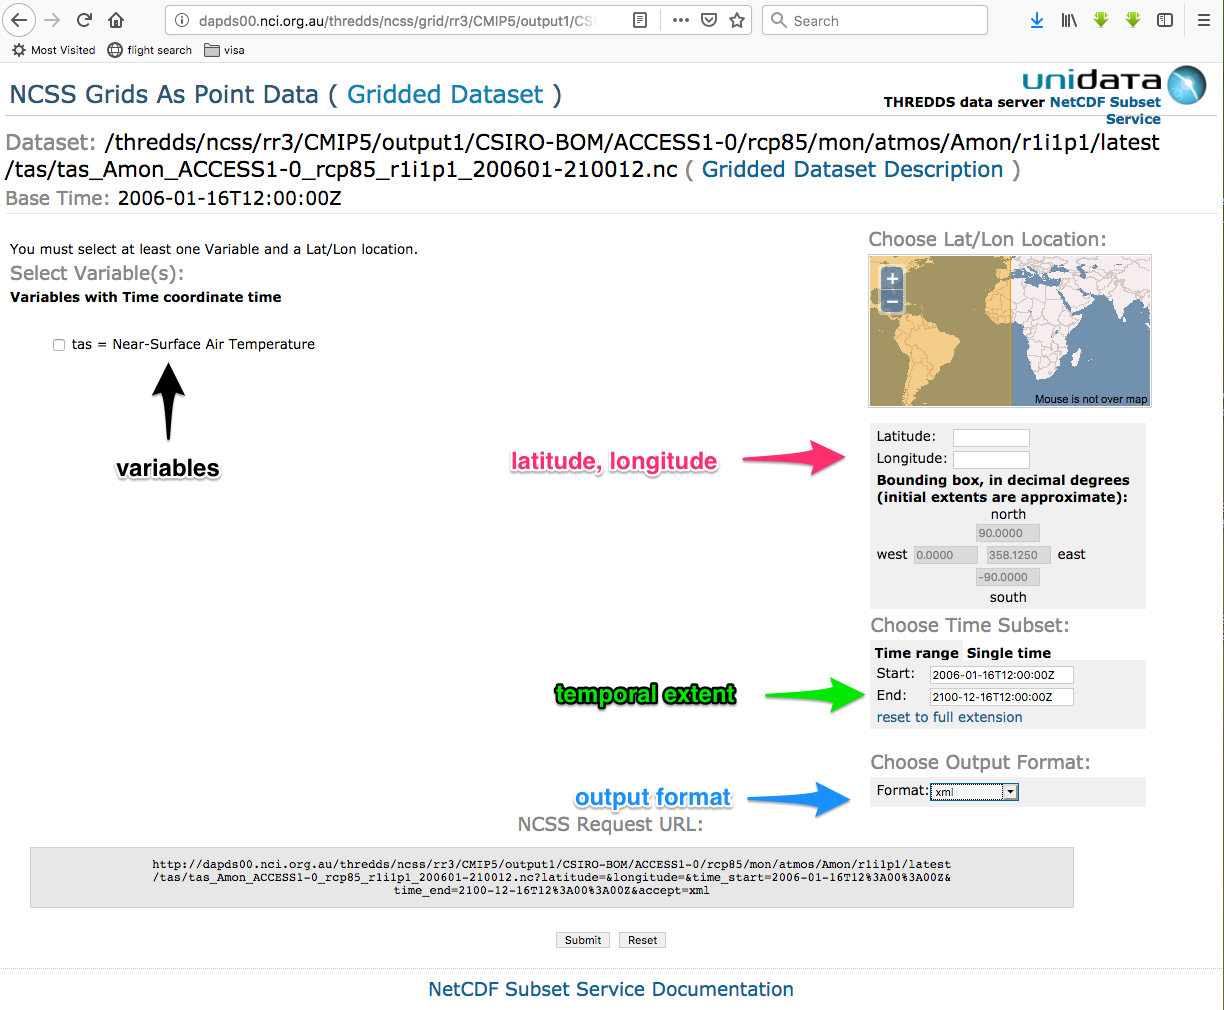 dapds00.nci.org.au/thredds/ncss/grid/rr3/CMIP5/output1/CS
Search
Most Visited
flight search
visa
NCSS Grids As Point Data ( Gridded Dataset )
unidata
THREDDS data server NetCDF Subset
Service
Dataset: /thredds/ncss/rr3/CMIP5/output1/CSIRO-BOM/ACCESS1-0/rcp85/mon/atmos/Amon/r1i1p1/latest
/tas/tas_Amon_ACCESS1-0_rcp85_r1i1p1_200601-210012.nc ( Gridded Dataset Description )
Base Time: 2006-01-16T12:00:00Z
You must select at least one Variable and a Lat/Lon location.
Select Variable(s):
Variables with Time coordinate time
tas = Near-Surface Air Temperature
variables
Choose Lat/Lon Location:
+
−
Mouse is not over map
latitude, longitude
Latitude:
Longitude:
Bounding box, in decimal degrees
(initial extents are approximate):
north
90.0000
west 0.0000 358.1250 east
-90.0000
south
Choose Time Subset:
Time range Single time
temporal extent
Start: 2006-01-16T12:00:00Z
End: 2100-12-16T12:00:00Z
reset to full extension
Choose Output Format:
output format
Format: xml
NCSS Request URL:
http://dapds00.nci.org.au/thredds/ncss/rr3/CMIP5/output1/CSIRO-BOM/ACCESS1-0/rcp85/mon/atmos/Amon/r1i1p1/latest
/tas/tas_Amon_ACCESS1-0_rcp85_r1i1p1_200601-210012.nc?latitude=&longitude=&time_start=2006-01-16T12%3A00%3A00Z&
time_end=2100-12-16T12%3A00%3A00Z&accept=xml
Submit Reset
NetCDF Subset Service Documentation